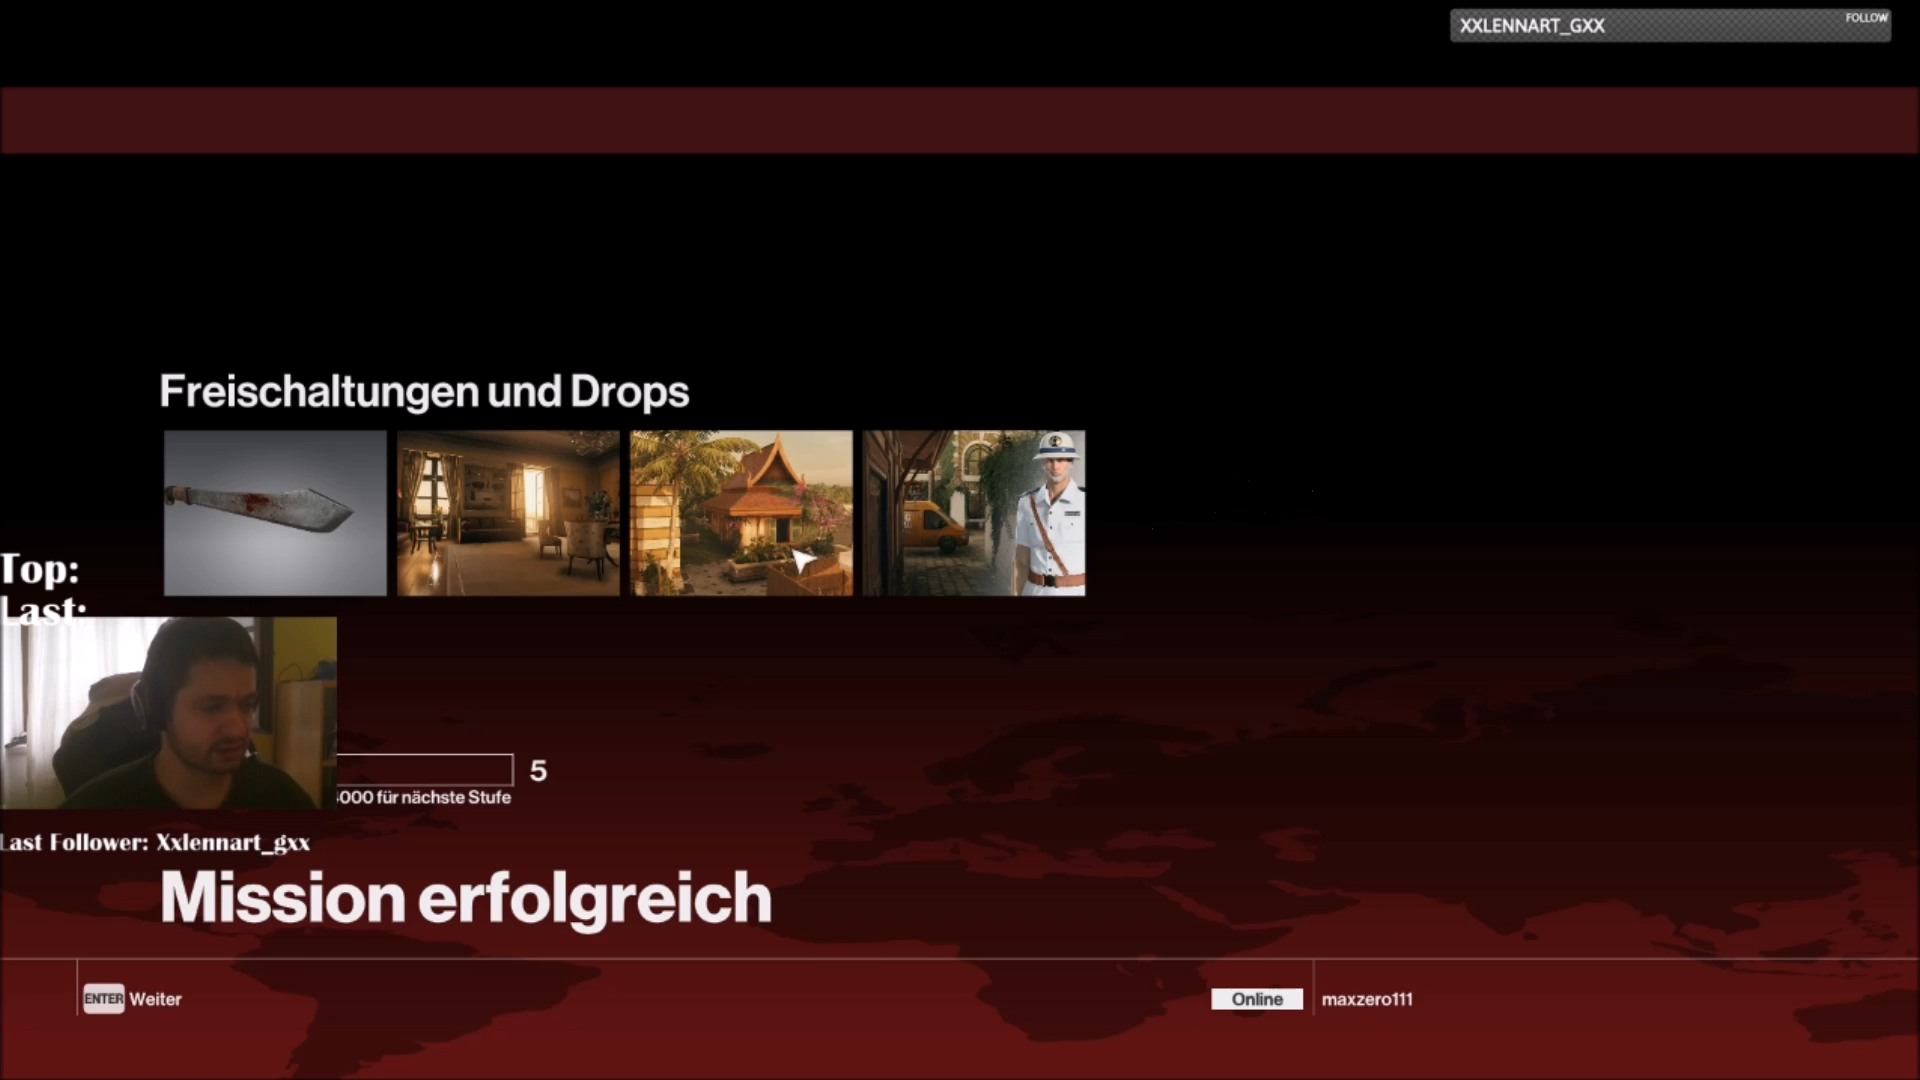 XXLENNART_GXX
FOLLOW
Freischaltungen und Drops
Top:
Last:
5
000 für nächste Stufe
Last Follower: Xxlennart_gxx
Mission erfolgreich
ENTER Weiter
Online
maxzero111